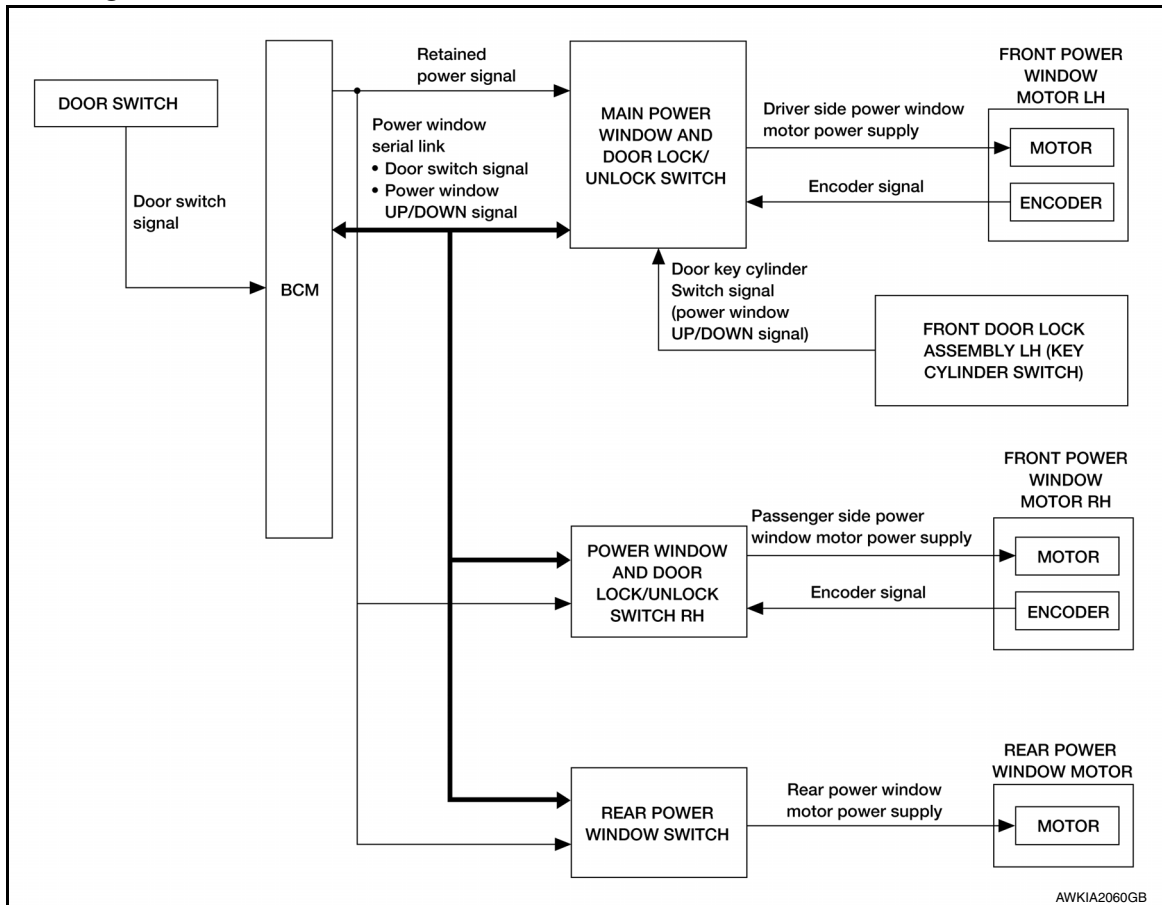 DOOR SWITCH
Door switch
signal
BCM
Retained
power signal
Power window
serial link
• Door switch signal
• Power window
UP/DOWN signal
MAIN POWER
WINDOW AND
DOOR LOCK/
UNLOCK SWITCH
Driver side power window
motor power supply
Encoder signal
FRONT POWER
WINDOW
MOTOR LH
MOTOR
ENCODER
Door key cylinder
Switch signal
(power window
UP/DOWN signal)
FRONT DOOR LOCK
ASSEMBLY LH (KEY
CYLINDER SWITCH)
POWER WINDOW
AND DOOR
LOCK/UNLOCK
SWITCH RH
Passenger side power
window motor power supply
Encoder signal
FRONT POWER
WINDOW
MOTOR RH
MOTOR
ENCODER
REAR POWER
WINDOW SWITCH
Rear power window
motor power supply
REAR POWER
WINDOW MOTOR
MOTOR
AWKIA2060GB